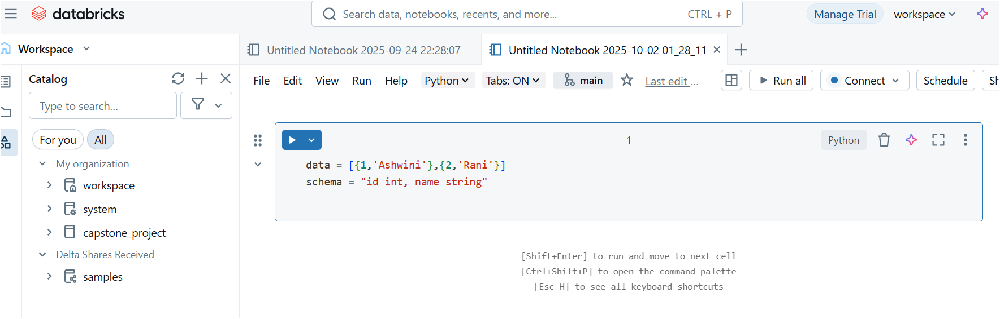 databricks
Search data, notebooks, recents, and more... CTRL + P
Manage Trial
workspace
Workspace
Untitled Notebook 2025-09-24 22:28:07
Untitled Notebook 2025-10-02 01_28_11
Catalog
File Edit View Run Help Python Tabs: ON main Last edit ... Run all Connect Schedule
Type to search...
For you All
1
Python
data = [{1,'Ashwini'},{2,'Rani'}]
schema = "id int, name string"
My organization
workspace
system
capstone_project
Delta Shares Received
samples
[Shift+Enter] to run and move to next cell
[Ctrl+Shift+P] to open the command palette
[Esc H] to see all keyboard shortcuts